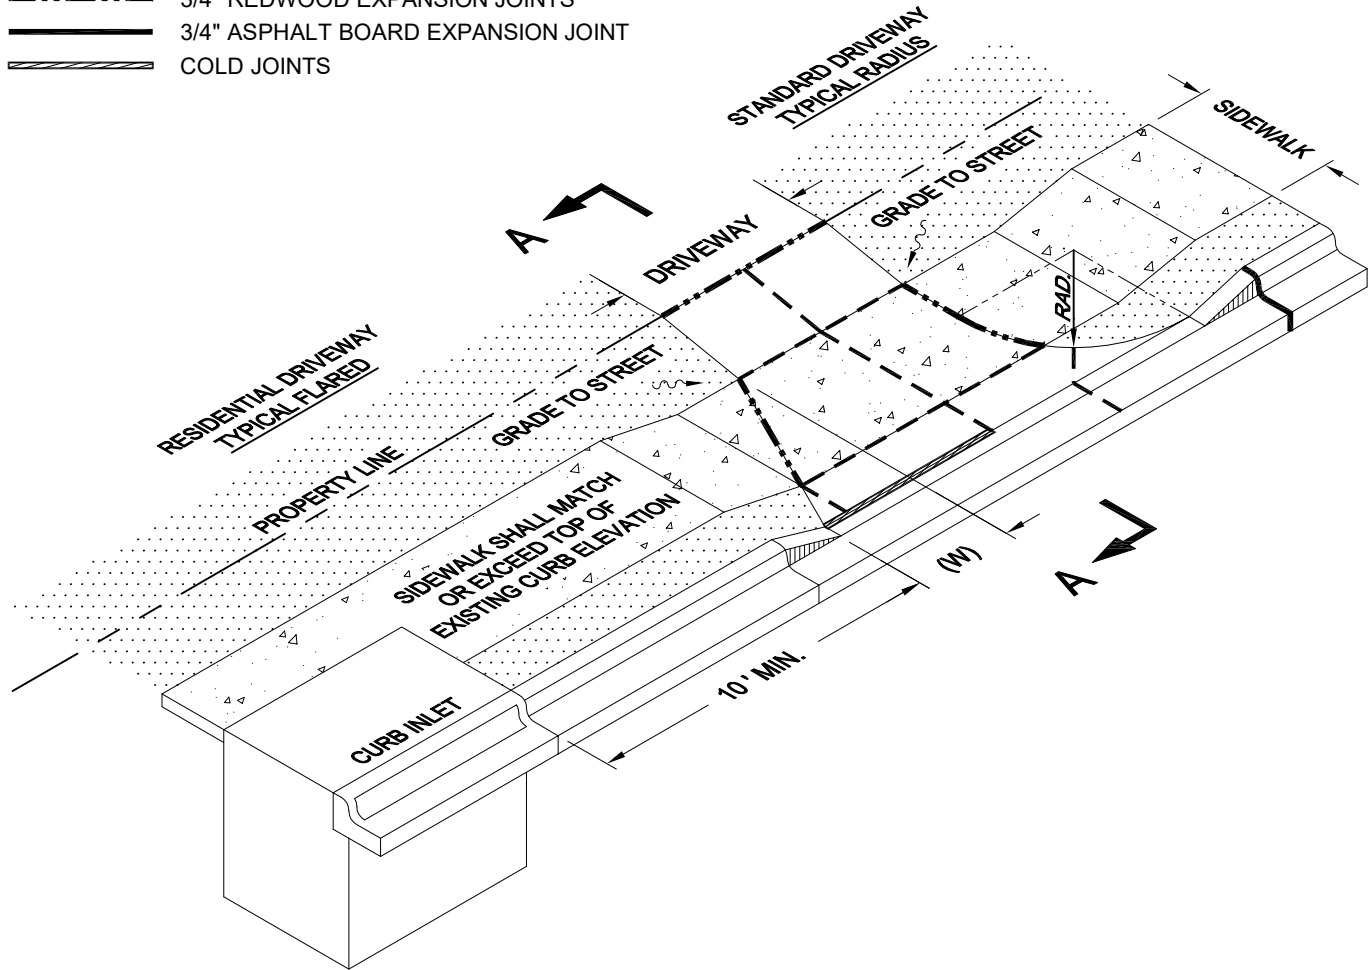 3/4" REDWOOD EXPANSION JOINTS
3/4" ASPHALT BOARD EXPANSION JOINT
COLD JOINTS
STANDARD DRIVEWAY
TYPICAL RADIUS
SIDEWALK
GRADE TO STREET
A
DRIVEWAY
RAD.
RESIDENTIAL DRIVEWAY
TYPICAL FLARED
GRADE TO STREET
PROPERTY LINE
SIDEWALK SHALL MATCH
OR EXCEED TOP OF
EXISTING CURB ELEVATION
(W)
A
10' MIN.
CURB INLET